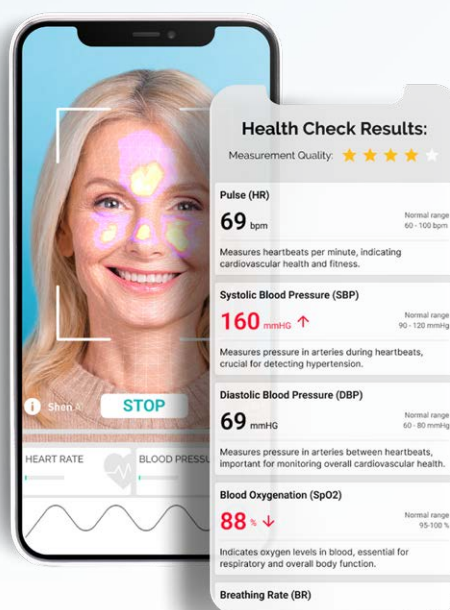 Health Check Results:
Measurement Quality:
Pulse (HR)
69 bpm
Normal range
60 - 100 bpm
Measures heartbeats per minute, indicating
cardiovascular health and fitness.
Systolic Blood Pressure (SBP)
160 mmHG ↑
Normal range
90 - 120 mmHg
Measures pressure in arteries during heartbeats,
crucial for detecting hypertension.
Diastolic Blood Pressure (DBP)
69 mmHG
Normal range
60 - 80 mmHg
Measures pressure in arteries between heartbeats,
important for monitoring overall cardiovascular health.
Blood Oxygenation (SpO2)
88 % ↓
Normal range
95-100 %
Indicates oxygen levels in blood, essential for
respiratory and overall body function.
Breathing Rate (BR)
i Shen
STOP
HEART RATE
BLOOD PRESSU